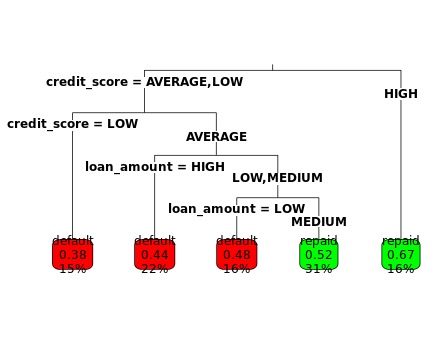 credit_score = AVERAGE,LOW
HIGH
credit_score = LOW
AVERAGE
loan_amount = HIGH
LOW,MEDIUM
loan_amount = LOW
MEDIUM
default
0.38
15%
default
0.44
22%
default
0.48
16%
repaid
0.52
31%
repaid
0.67
16%